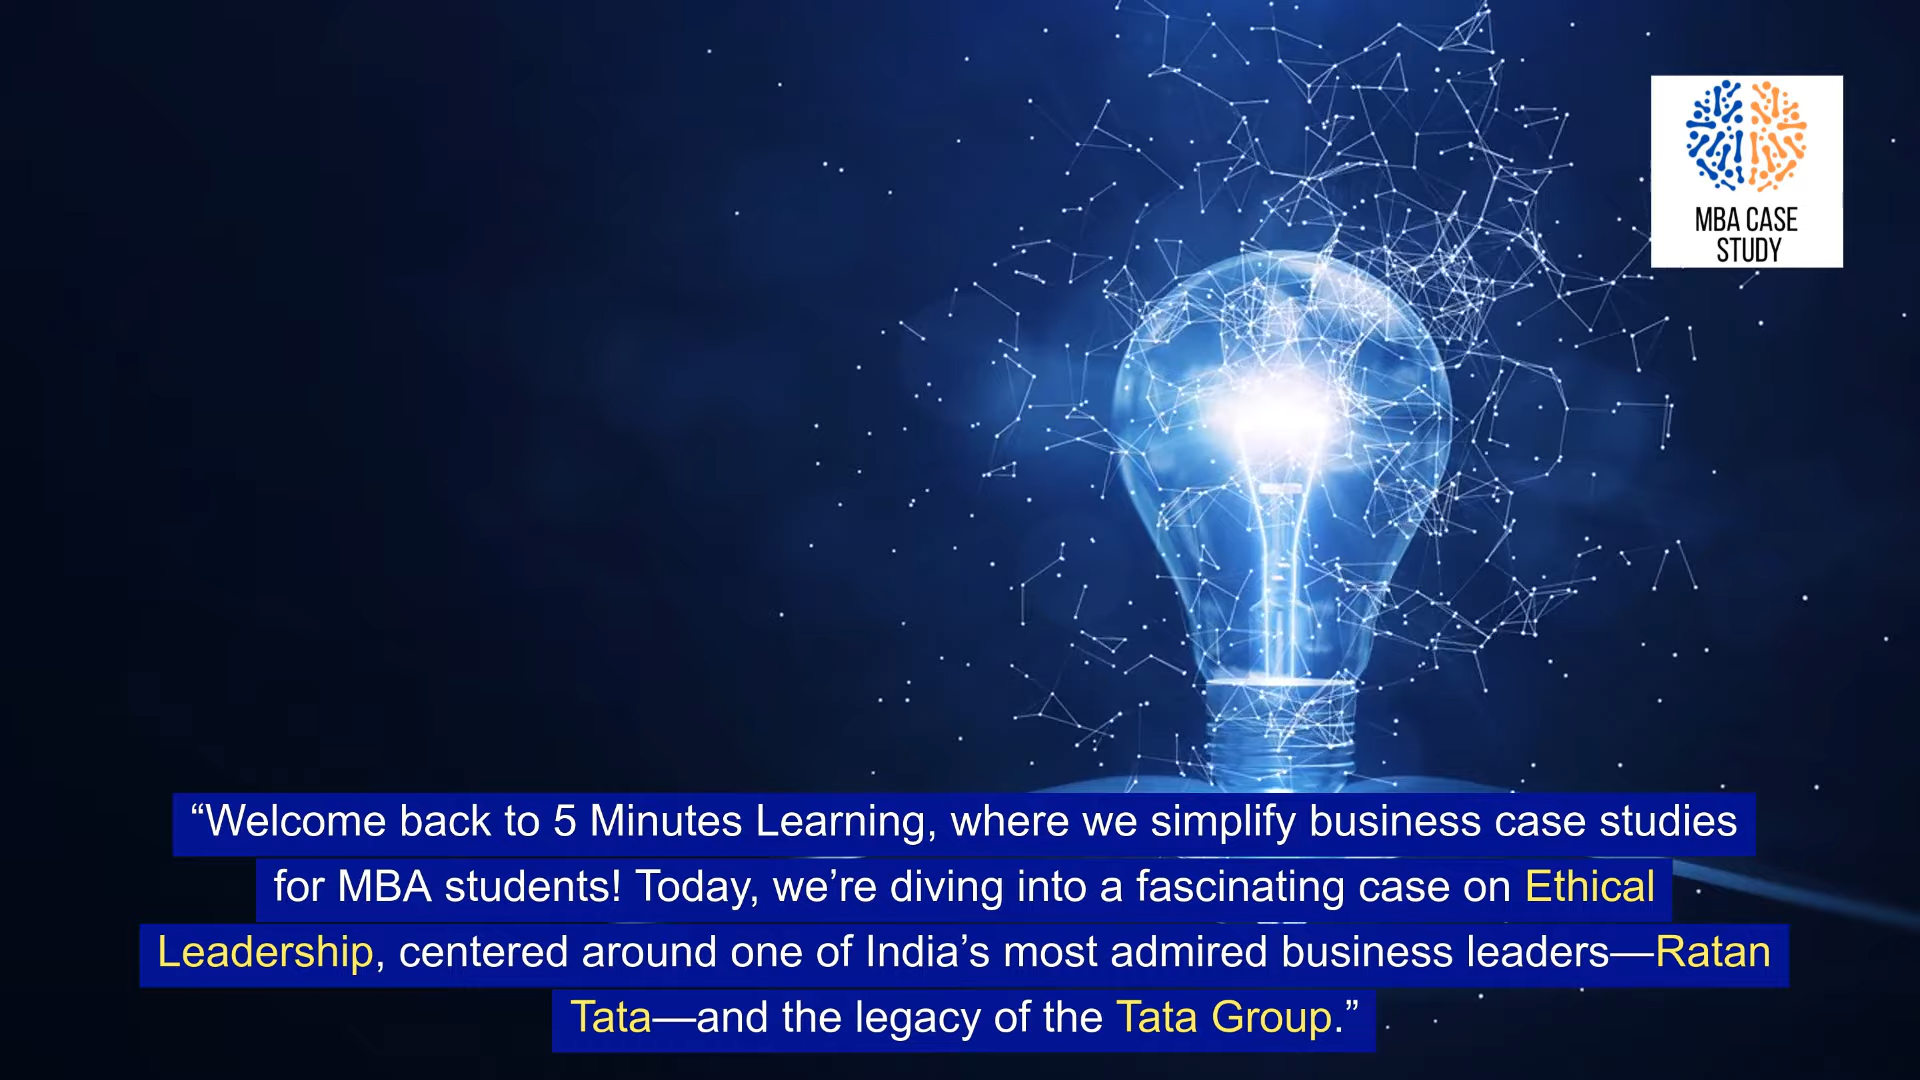 MBA CASE
STUDY
“Welcome back to 5 Minutes Learning, where we simplify business case studies
for MBA students! Today, we’re diving into a fascinating case on Ethical
Leadership, centered around one of India’s most admired business leaders—Ratan
Tata—and the legacy of the Tata Group.”